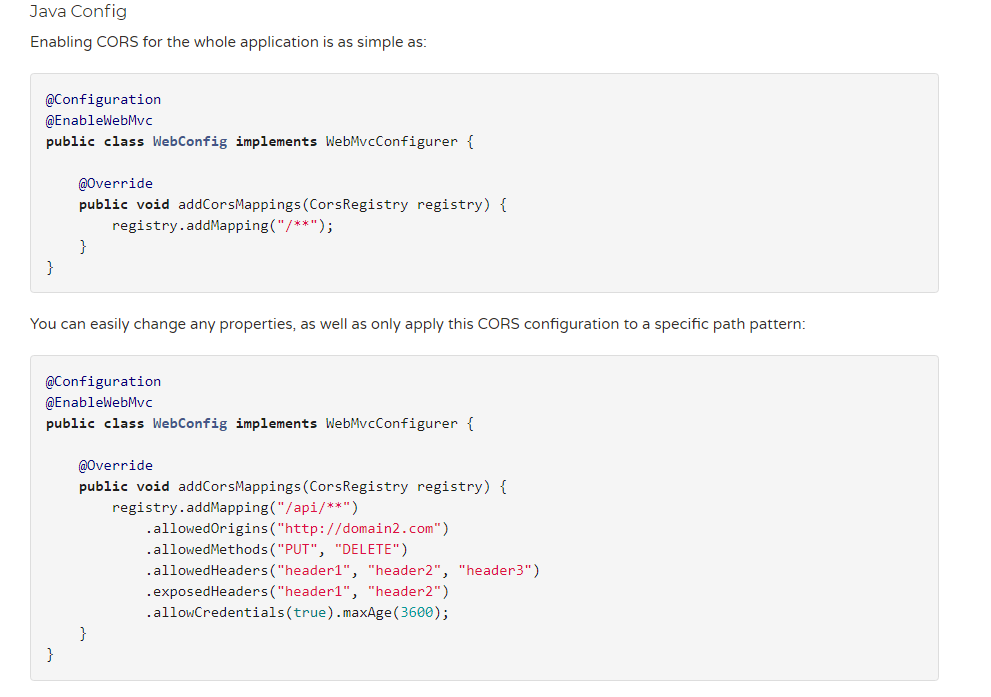 Java Config
Enabling CORS for the whole application is as simple as:
@Configuration
@EnableWebMvc
public class WebConfig implements WebMvcConfigurer {
@Override
public void addCorsMappings(CorsRegistry registry) {
registry.addMapping("/**");
}
}
You can easily change any properties, as well as only apply this CORS configuration to a specific path pattern:
@Configuration
@EnableWebMvc
public class WebConfig implements WebMvcConfigurer {
@Override
public void addCorsMappings(CorsRegistry registry) {
registry.addMapping("/api/**")
.allowedOrigins("http://domain2.com")
.allowedMethods("PUT", "DELETE")
.allowedHeaders("header1", "header2", "header3")
.exposedHeaders("header1", "header2")
.allowCredentials(true).maxAge(3600);
}
}